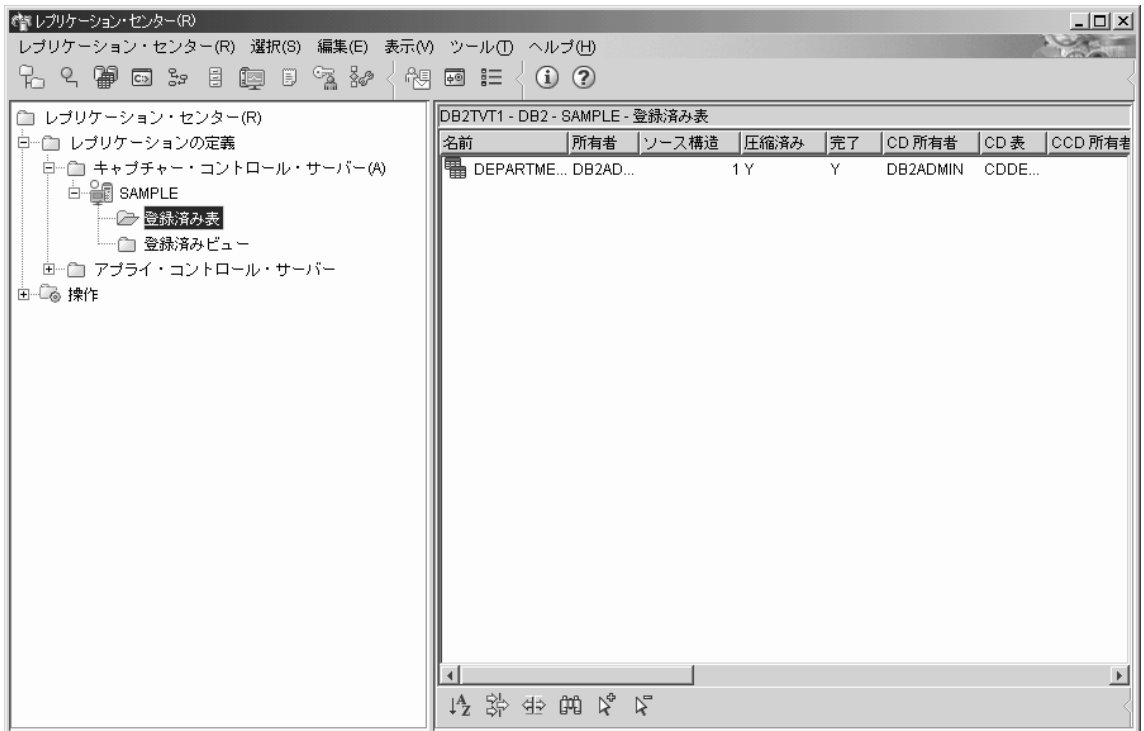 レプリケーション・センター(R)
レプリケーション・センター(R) 選択(S) 編集(E) 表示(V) ツール(T) ヘルプ(H)
レプリケーション・センター(R)
レプリケーションの定義
キャプチャー・コントロール・サーバー(A)
SAMPLE
登録済み表
登録済みビュー
アプライ・コントロール・サーバー
操作
DB2TVT1 - DB2 - SAMPLE - 登録済み表
名前 所有者 ソース構造 圧縮済み 完了 CD 所有者 CD 表 CCD 所有者
DEPARTME... DB2AD... 1 Y Y DB2ADMIN CDDE...